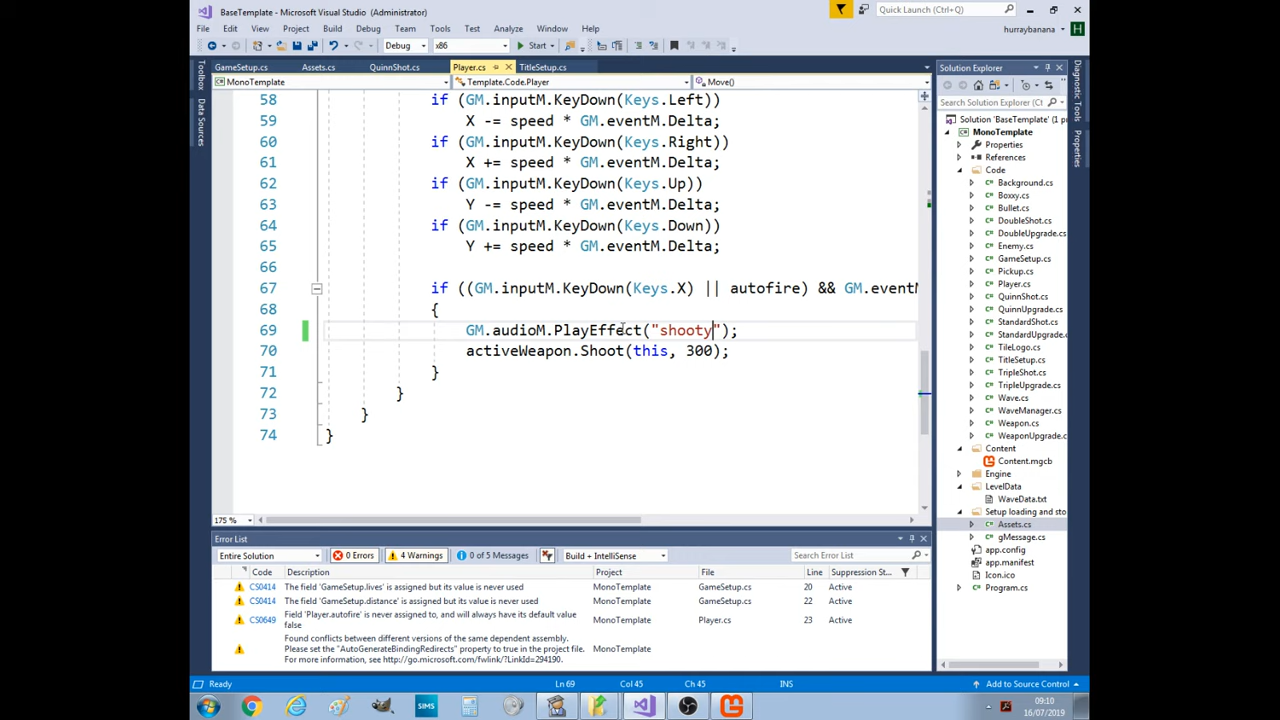 BaseTemplate - Microsoft Visual Studio (Administrator)
Quick Launch (Ctrl+Q)
File Edit View Project Build Debug Team Tools Test Analyze Window Help
hurraybanana H
Debug x86 Start
GameSetup.cs Assets.cs QuinnShot.cs Player.cs TitleSetup.cs
MonoTemplate Template.Code.Player Move()
Toolbox
Data Sources
58 if (GM.inputM.KeyDown(Keys.Left))
59 X -= speed * GM.eventM.Delta;
60 if (GM.inputM.KeyDown(Keys.Right))
61 X += speed * GM.eventM.Delta;
62 if (GM.inputM.KeyDown(Keys.Up))
63 Y -= speed * GM.eventM.Delta;
64 if (GM.inputM.KeyDown(Keys.Down))
65 Y += speed * GM.eventM.Delta;
66
67 if ((GM.inputM.KeyDown(Keys.X) || autofire) && GM.eventM
68 {
69 GM.audioM.PlayEffect("shooty");
70 activeWeapon.Shoot(this, 300);
71 }
72 }
73 }
74 }
175 %
Solution Explorer
Search Solution Explorer (Ct
Solution 'BaseTemplate' (1 p
MonoTemplate
Properties
References
Code
Background.cs
Boxxy.cs
Bullet.cs
DoubleShot.cs
DoubleUpgrade.cs
Enemy.cs
GameSetup.cs
Pickup.cs
Player.cs
QuinnShot.cs
StandardShot.cs
StandardUpgrade.cs
TileLogo.cs
TitleSetup.cs
TripleShot.cs
TripleUpgrade.cs
Wave.cs
WaveManager.cs
Weapon.cs
WeaponUpgrade.cs
Content
Content.mgcb
Engine
LevelData
WaveData.txt
Setup loading and sto
Assets.cs
gMessage.cs
app.config
app.manifest
Icon.ico
Program.cs
Diagnostic Tools
Properties
Error List
Entire Solution 0 Errors 4 Warnings 0 of 5 Messages Build + IntelliSense Search Error List
Code Description Project File Line Suppression St...
CS0414 The field 'GameSetup.lives' is assigned but its value is never used MonoTemplate GameSetup.cs 20 Active
CS0414 The field 'GameSetup.distance' is assigned but its value is never used MonoTemplate GameSetup.cs 22 Active
CS0649 Field 'Player.autofire' is never assigned to, and will always have its default value false MonoTemplate Player.cs 23 Active
Found conflicts between different versions of the same dependent assembly.
Please set the "AutoGenerateBindingRedirects" property to true in the project file. MonoTemplate
For more information, see http://go.microsoft.com/fwlink/?LinkId=294190.
Ready Ln 69 Col 45 Ch 45 INS Add to Source Control
SIMS
09:10
16/07/2019